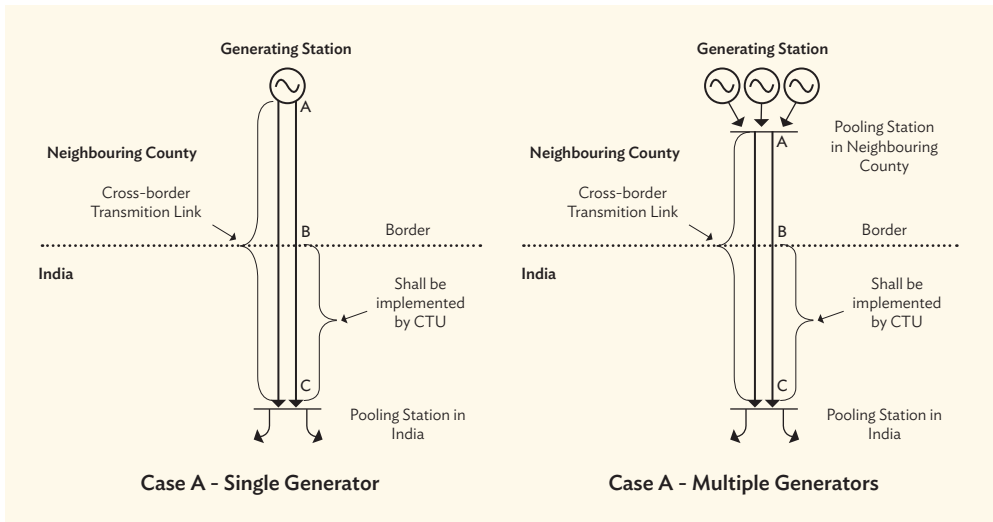 Generating Station
A
Neighbouring County
Cross-border
Transmition Link
B
Border
India
Shall be
implemented
by CTU
C
Pooling Station in
India
Case A - Single Generator
Generating Station
Pooling Station
in Neighbouring
County
A
Neighbouring County
Cross-border
Transmition Link
B
Border
India
Shall be
implemented
by CTU
C
Pooling Station in
India
Case A - Multiple Generators